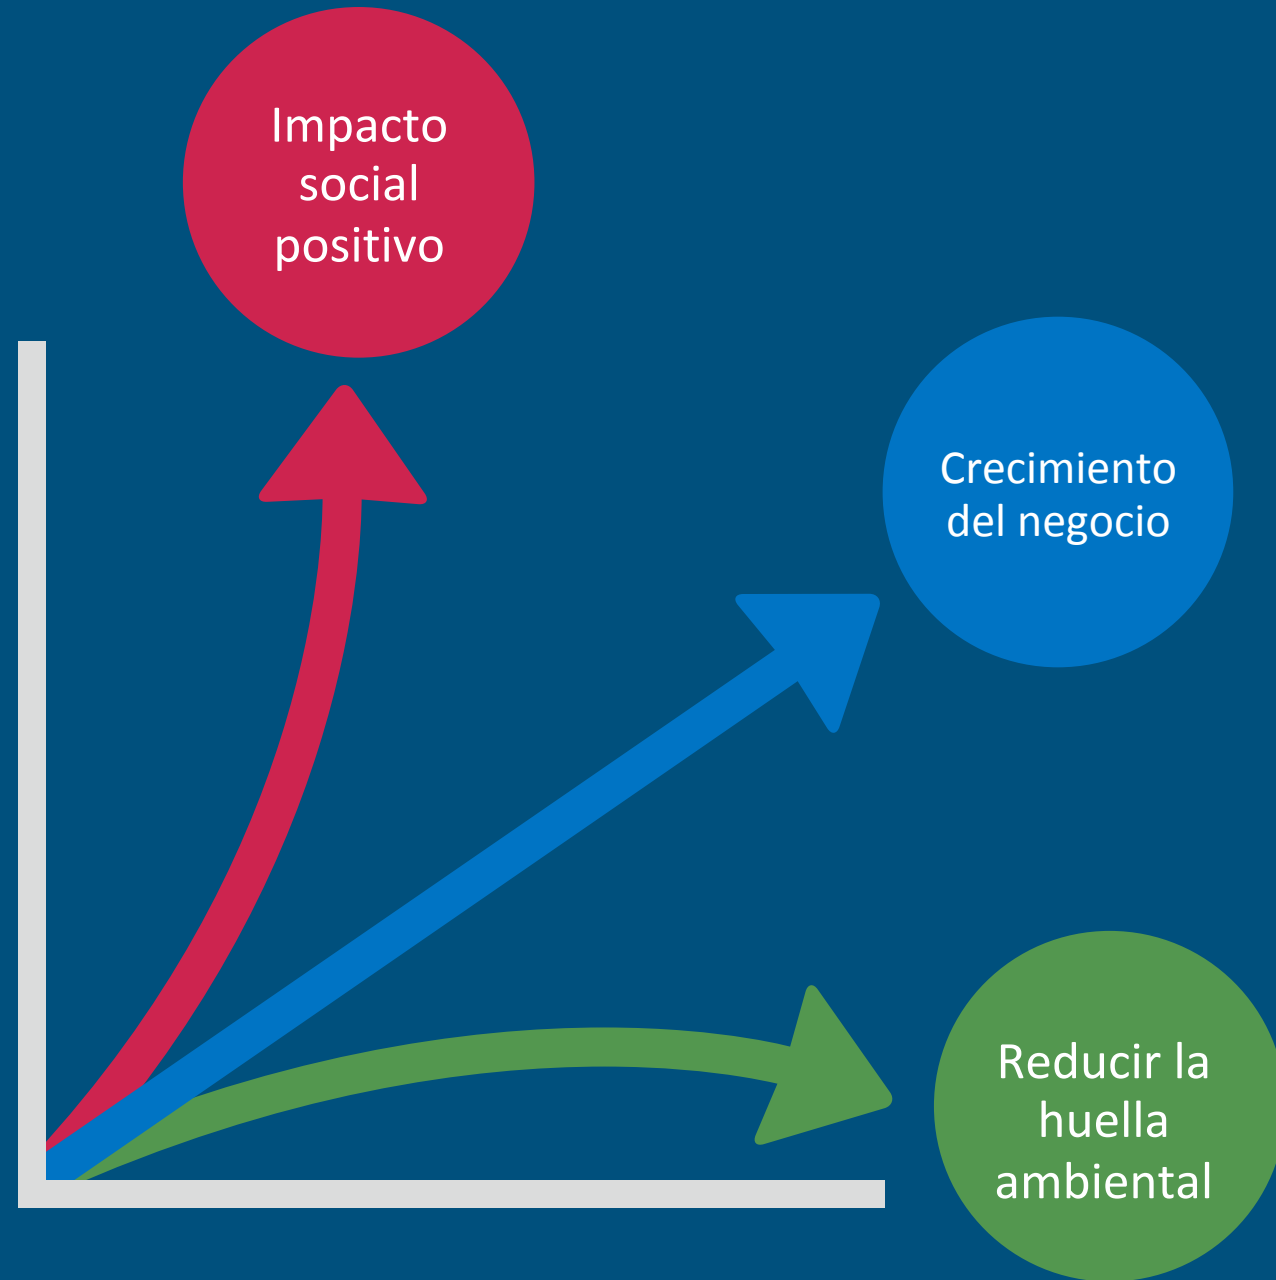 Impacto
social
positivo
Crecimiento
del negocio
Reducir la
huella
ambiental